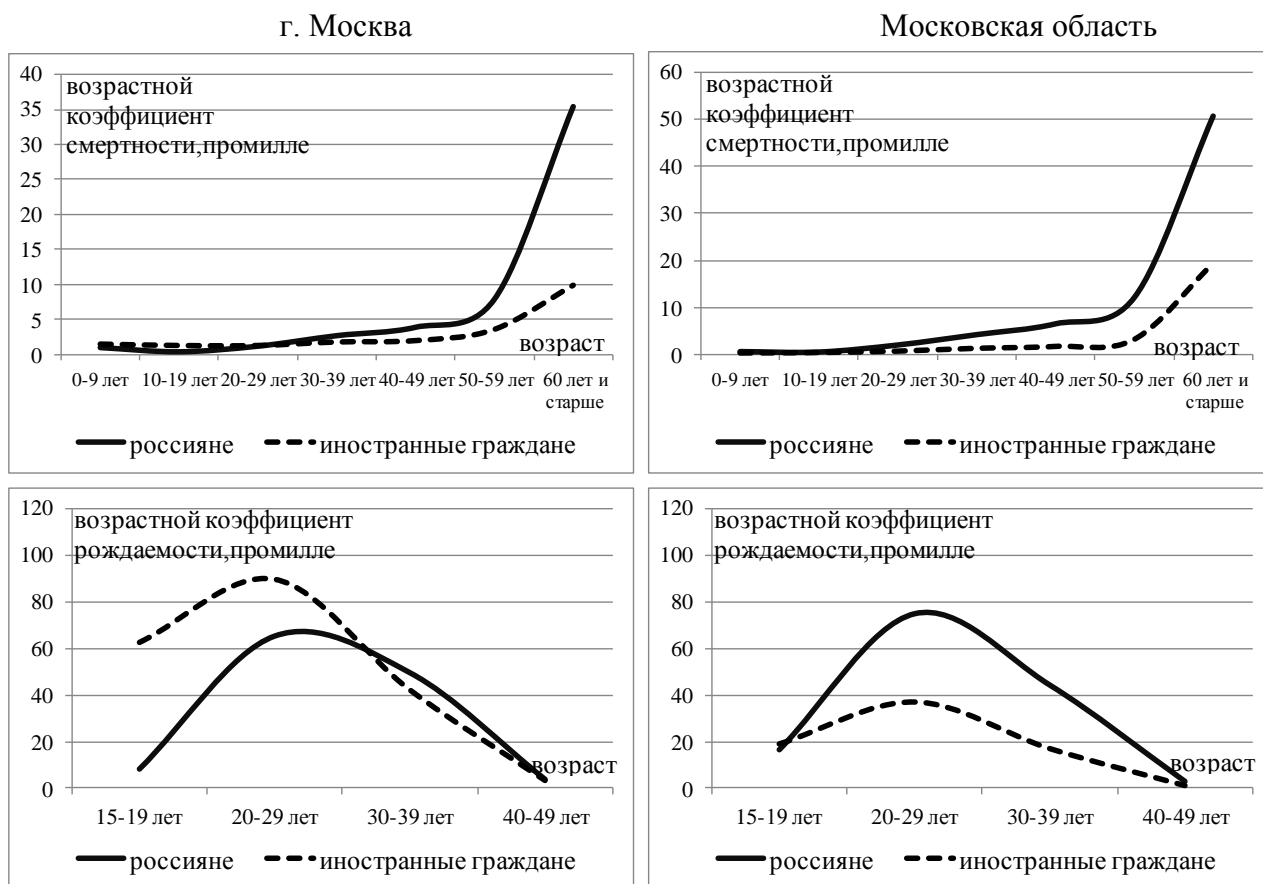 г. Москва
Московская область
40
35
30
25
20
15
10
5
0
возрастной
коэффициент
смертности,промилле
возраст
0-9 лет 10-19 лет 20-29 лет 30-39 лет 40-49 лет 50-59 лет 60 лет и
старше
россияне иностранные граждане
60
50
40
30
20
10
0
возрастной
коэффициент
смертности,промилле
возраст
0-9 лет 10-19 лет 20-29 лет 30-39 лет 40-49 лет 50-59 лет 60 лет и
старше
россияне иностранные граждане
120
100
80
60
40
20
0
возрастной коэффициент
рождаемости,промилле
возраст
15-19 лет 20-29 лет 30-39 лет 40-49 лет
россияне иностранные граждане
120
100
80
60
40
20
0
возрастной коэффициент
рождаемости,промилле
возраст
15-19 лет 20-29 лет 30-39 лет 40-49 лет
россияне иностранные граждане